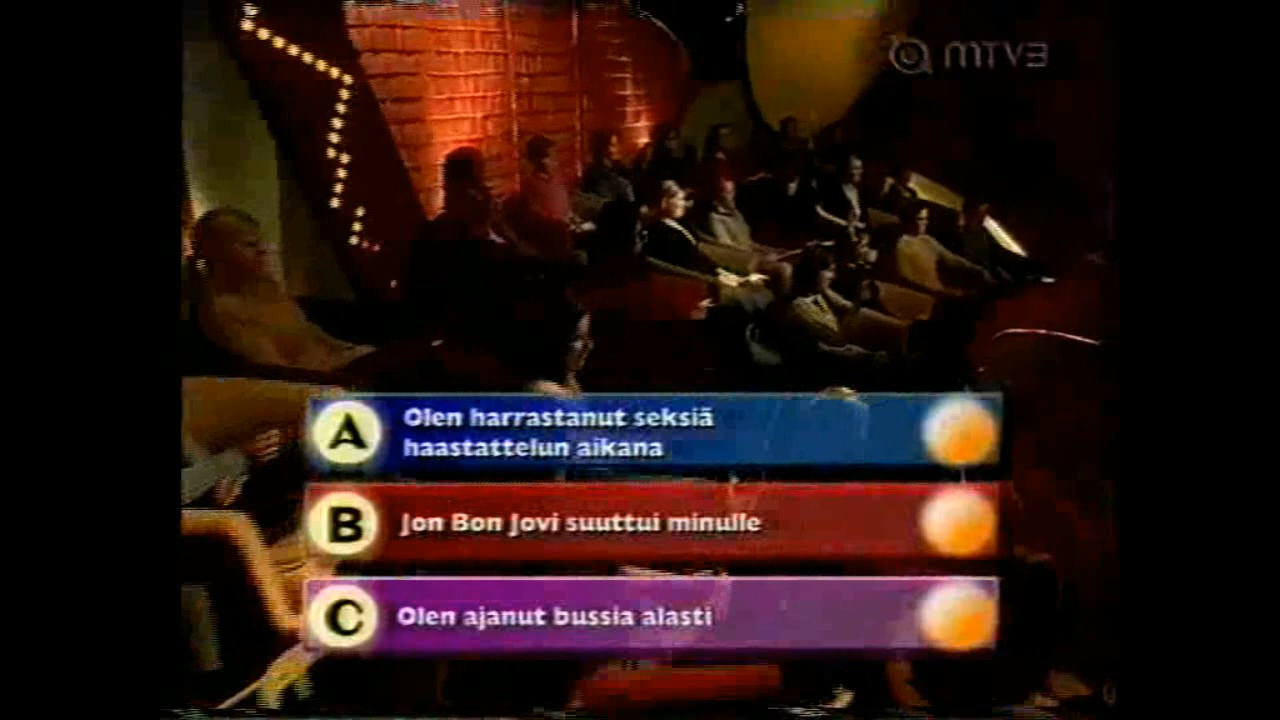 MTV3
A
Olen harrastanut seksiä
haastattelun aikana
B
Jon Bon Jovi suuttui minulle
C
Olen ajanut bussia alasti